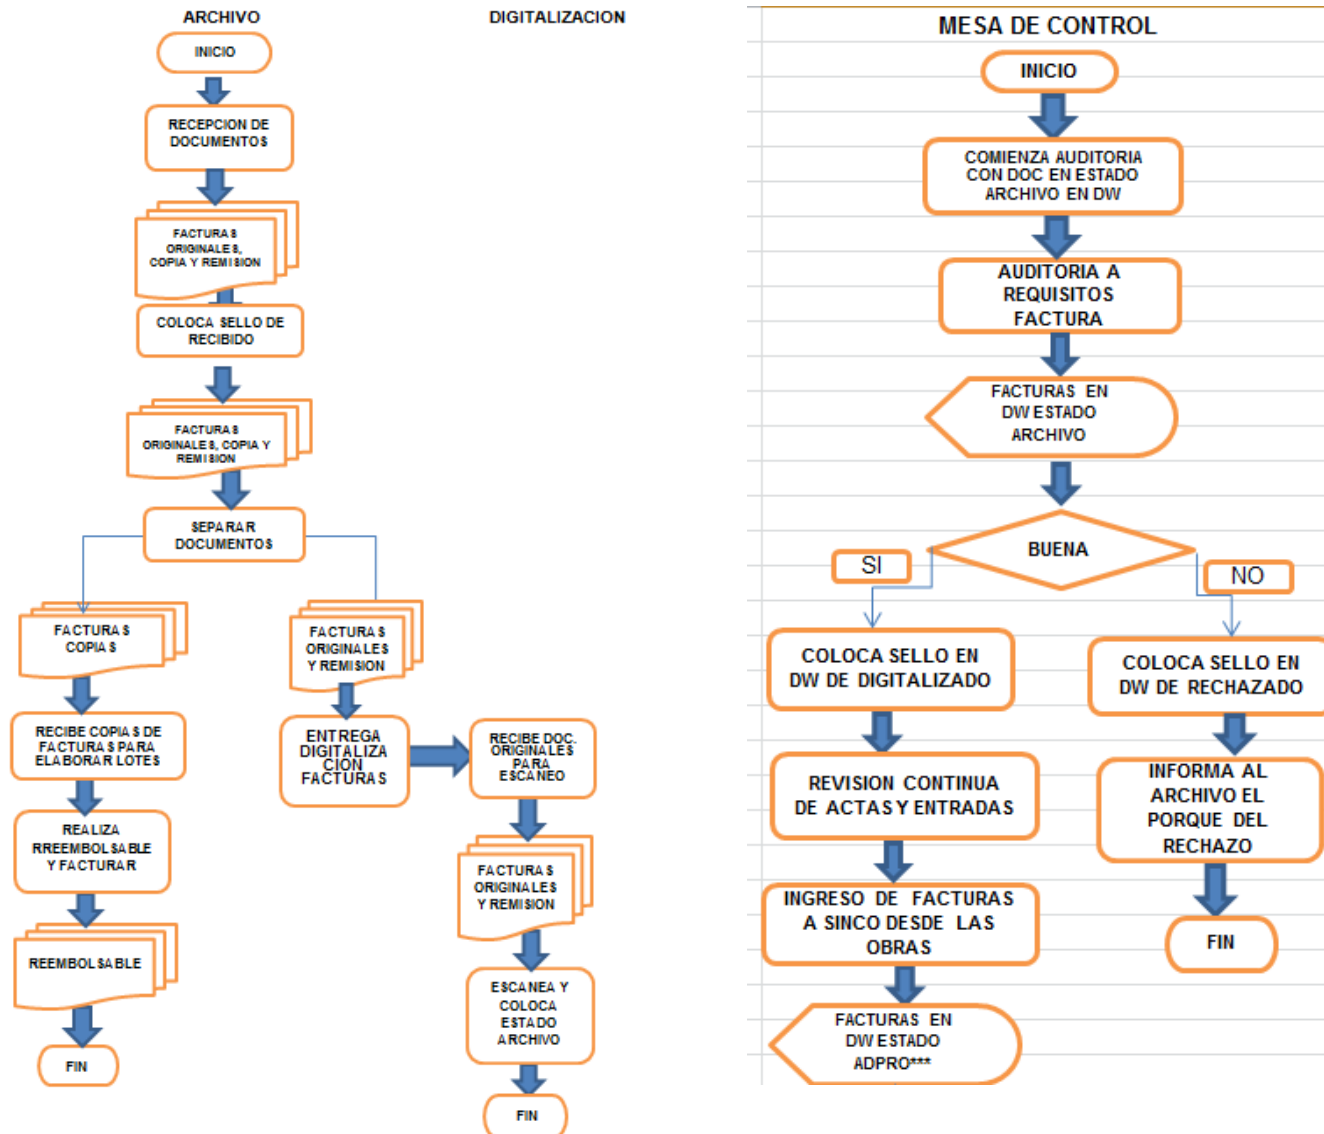 ARCHIVO
INICIO
RECEPCION DE
DOCUMENTOS
FACTURAS
ORIGINALES,
COPIA Y REMISION
COLOCA SELLO DE
RECIBIDO
FACTURAS
ORIGINALES, COPIA Y
REMISION
SEPARAR
DOCUMENTOS
FACTURAS
COPIAS
RECIBE COPIAS DE
FACTURAS PARA
ELABORAR LOTES
REALIZA
RREEMBOLSABLE
Y FACTURAR
REEMBOLSABLE
FIN
FACTURAS
ORIGINALES
Y REMISION
ENTREGA
DIGITALIZA
CION
FACTURAS
DIGITALIZACION
RECIBE DOC.
ORIGINALES
PARA
ESCANEO
FACTURAS
ORIGINALES
Y REMISION
ESCANEA Y
COLOCA
ESTADO
ARCHIVO
FIN
MESA DE CONTROL
INICIO
COMIENZA AUDITORIA
CON DOC EN ESTADO
ARCHIVO EN DW
AUDITORIA A
REQUISITOS
FACTURA
FACTURAS EN
DW ESTADO
ARCHIVO
BUENA
SI
COLOCA SELLO EN
DW DE DIGITALIZADO
REVISION CONTINUA
DE ACTAS Y ENTRADAS
INGRESO DE FACTURAS
A SINCO DESDE LAS
OBRAS
FACTURAS EN
DW ESTADO
ADPRO***
NO
COLOCA SELLO EN
DW DE RECHAZADO
INFORMA AL
ARCHIVO EL
PORQUE DEL
RECHAZO
FIN